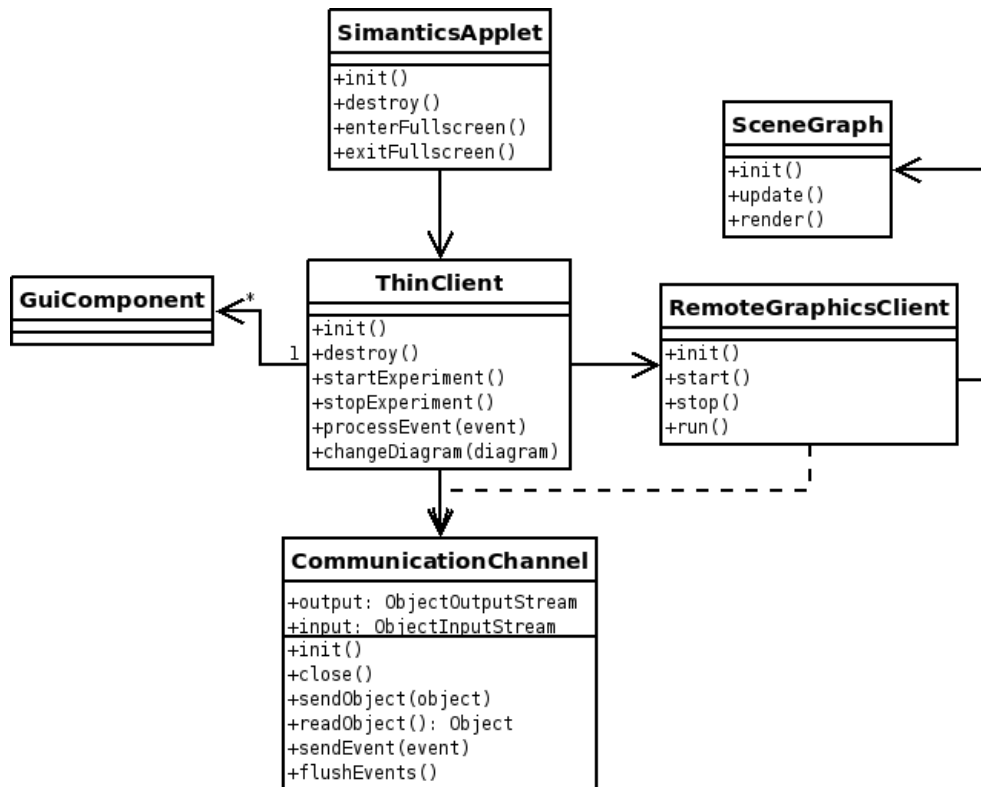 SimanticsApplet
+init()
+destroy()
+enterFullscreen()
+exitFullscreen()
SceneGraph
+init()
+update()
+render()
GuiComponent
*
1
ThinClient
+init()
+destroy()
+startExperiment()
+stopExperiment()
+processEvent(event)
+changeDiagram(diagram)
RemoteGraphicsClient
+init()
+start()
+stop()
+run()
CommunicationChannel
+output: ObjectOutputStream
+input: ObjectInputStream
+init()
+close()
+sendObject(object)
+readObject(): Object
+sendEvent(event)
+flushEvents()